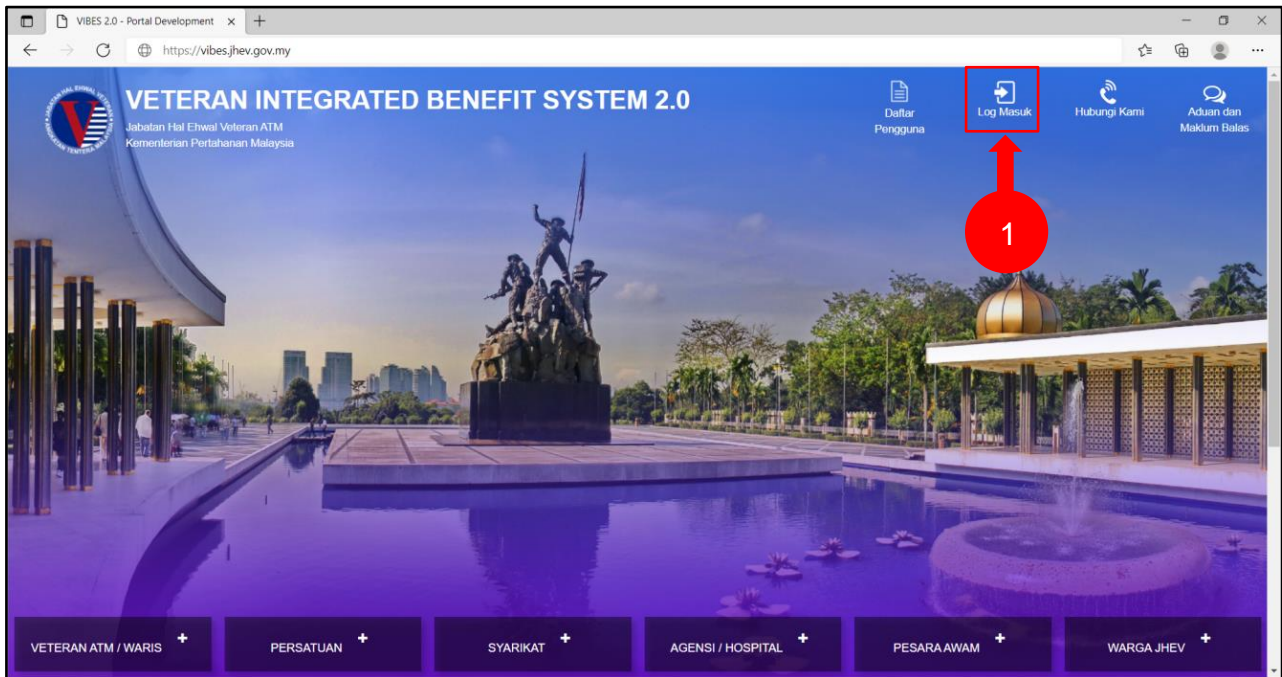 VIBES 2.0 - Portal Development
https://vibes.jhev.gov.my
VETERAN INTEGRATED BENEFIT SYSTEM 2.0
Jabatan Hal Ehwal Veteran ATM
Kementerian Pertahanan Malaysia
Daftar
Pengguna
Log Masuk
Hubungi Kami
Aduan dan
Maklum Balas
1
VETERAN ATM / WARIS
PERSATUAN
SYARIKAT
AGENSI / HOSPITAL
PESARA AWAM
WARGA JHEV